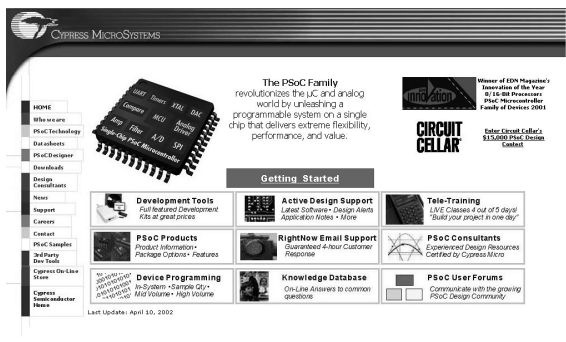 CYPRESS MICROSYSTEMS
The PSoC Family
revolutionizes the µC and analog
world by unleashing a
programmable system on a single
chip that delivers extreme flexibility,
performance, and value.
UART Timers XTAL DAC
Compare MCU Analog Driver
Amp Filter A/D SPI
Single-Chip PSoC Microcontroller
innovation
Winner of EDN Magazine's
Innovation of the Year
8/16-Bit Processors
PSoC Microcontroller
Family of Devices 2001
CIRCUIT
CELLAR
Enter Circuit Cellar's
$15,000 PSoC Design
Contest
HOME
Who we are
PSoC Technology
Datasheets
PSoC Designer
Downloads
Design
Consultants
News
Support
Careers
Contact
PSoC Samples
3rd Party
Dev Tools
Cypress On-Line
Store
Cypress
Semiconductor
Home
Getting Started
Development Tools
Full featured Development
Kits at great prices
Active Design Support
Latest Software • Design Alerts
Application Notes • More
Tele-Training
LIVE Classes 4 out of 5 days!
"Build your project in one day"
PSoC Products
Product Information•
Package Options • Features
RightNow Email Support
Guaranteed 4-hour Customer
Response
PSoC Consultants
Experienced Design Resources
Certified by Cypress Micro
Device Programming
In-System •Sample Qty•
Mid Volume • High Volume
Knowledge Database
On-Line Answers to common
questions
PSoC User Forums
Communicate with the growing
PSoC Design Community
Last Update: April 10, 2002